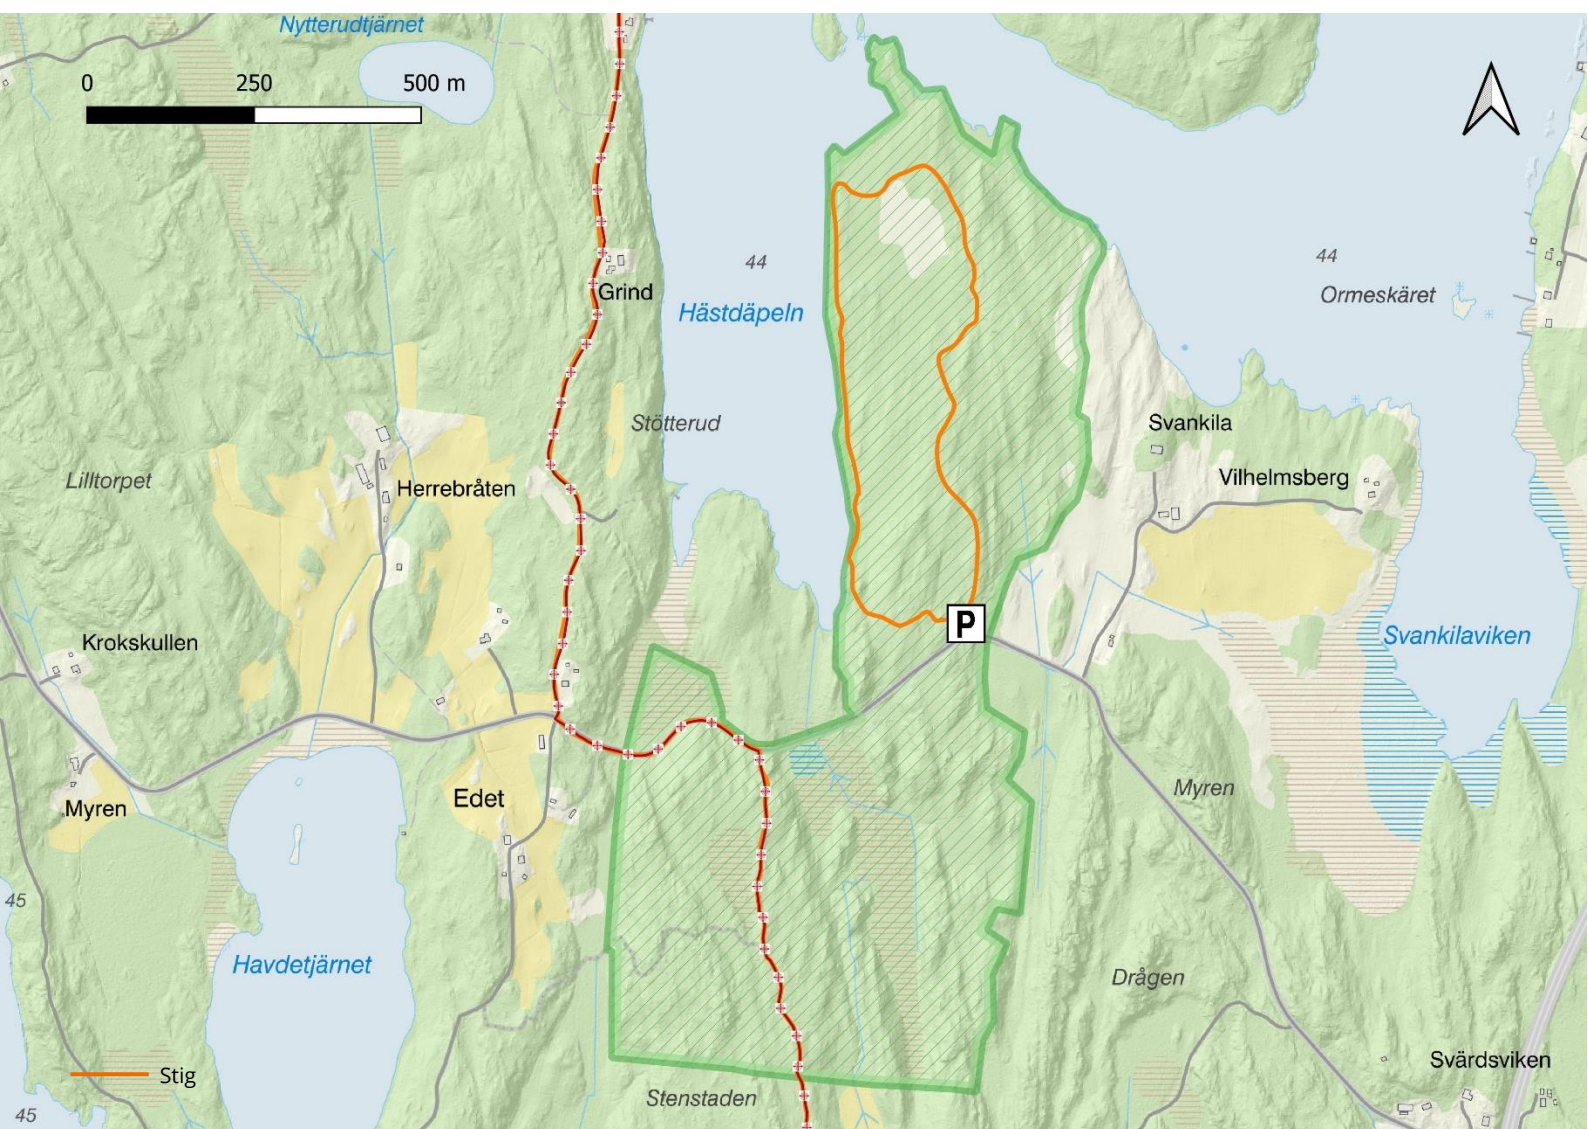 Nytterudtjärnet
0 250 500 m
44
44
Ormeskäret
Grind
Hästdäpeln
Stötterud
Svankila
Lilltorpet
Herrebråten
Vilhelmsberg
P
Svankilaviken
Krokskullen
Myren
Edet
Myren
45
Havdetjärnet
Drågen
Stig
Svärdsviken
Stenstaden
45